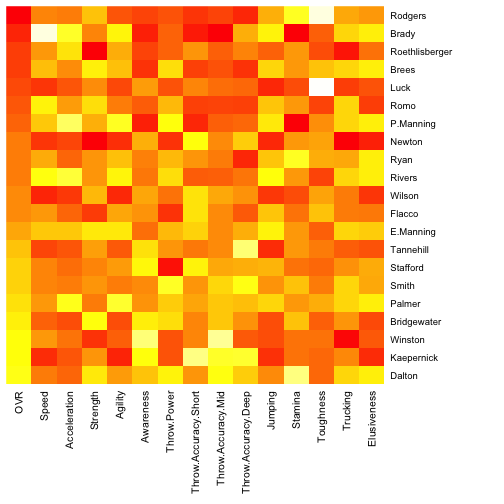 Rodgers
Brady
Roethlisberger
Brees
Luck
Romo
P.Manning
Newton
Ryan
Rivers
Wilson
Flacco
E.Manning
Tannehill
Stafford
Smith
Palmer
Bridgewater
Winston
Kaepernick
Dalton
OVR
Speed
Acceleration
Strength
Agility
Awareness
Throw.Power
Throw.Accuracy.Short
Throw.Accuracy.Mid
Throw.Accuracy.Deep
Jumping
Stamina
Toughness
Trucking
Elusiveness